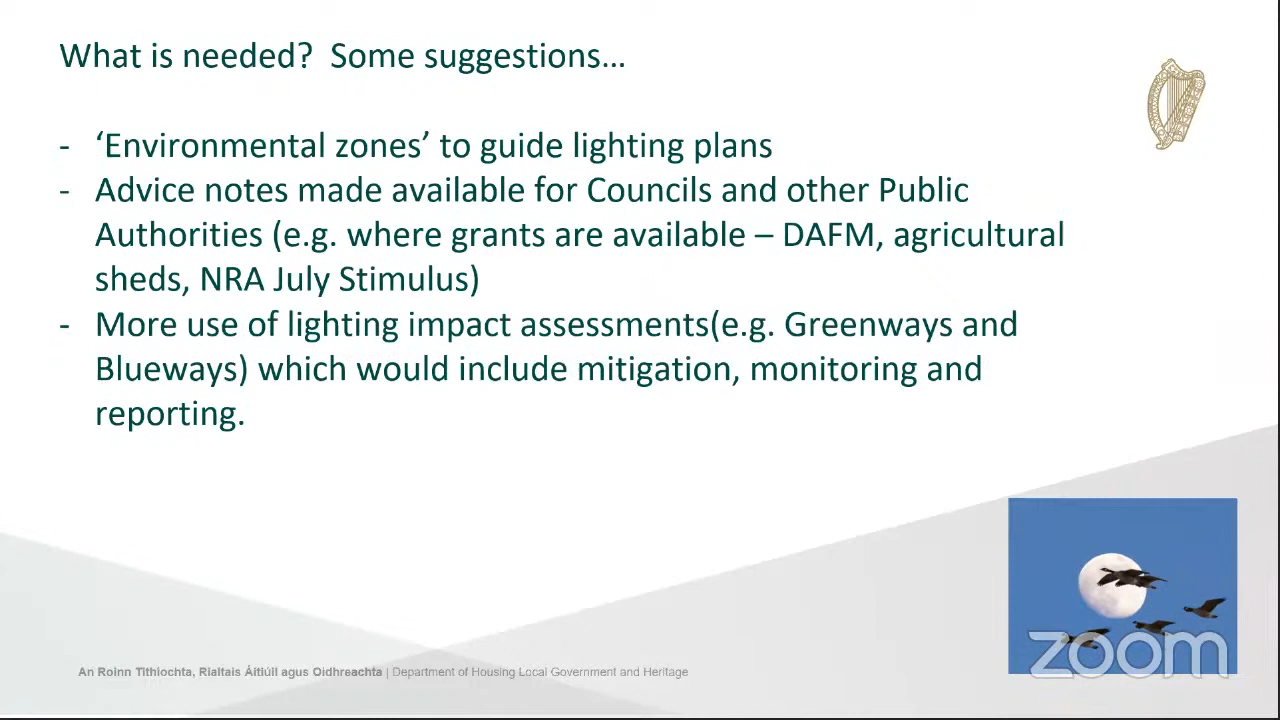 What is needed?  Some suggestions…
- ‘Environmental zones’ to guide lighting plans
- Advice notes made available for Councils and other Public
Authorities (e.g. where grants are available – DAFM, agricultural
sheds, NRA July Stimulus)
- More use of lighting impact assessments(e.g. Greenways and
Blueways) which would include mitigation, monitoring and
reporting.
An Roinn Tithíochta, Rialtais Áitiúil agus Oidhreachta | Department of Housing Local Government and Heritage
zoom